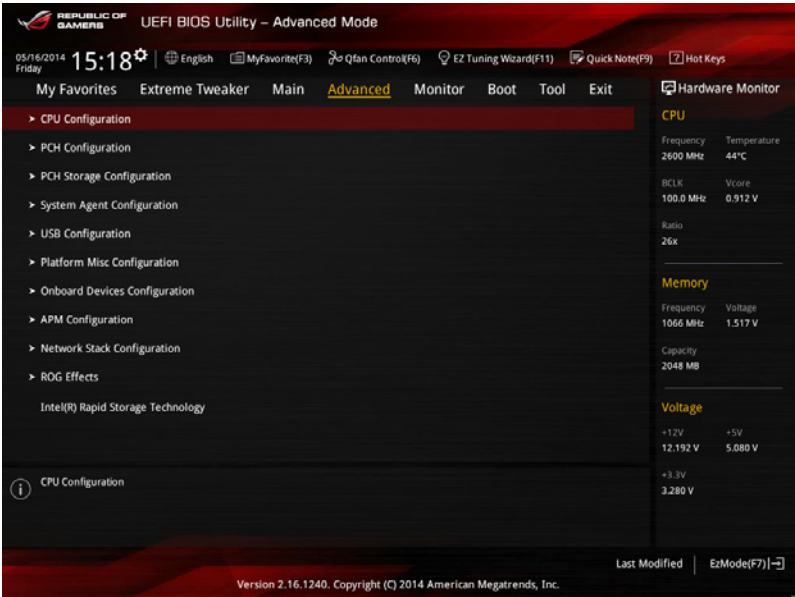 REPUBLIC OF
GAMERS
UEFI BIOS Utility – Advanced Mode
05/16/2014
Friday
15:18
English
MyFavorite(F3)
Qfan Control(F6)
EZ Tuning Wizard(F11)
Quick Note(F9)
? Hot Keys
My Favorites
Extreme Tweaker
Main
Advanced
Monitor
Boot
Tool
Exit
> CPU Configuration
> PCH Configuration
> PCH Storage Configuration
> System Agent Configuration
> USB Configuration
> Platform Misc Configuration
> Onboard Devices Configuration
> APM Configuration
> Network Stack Configuration
> ROG Effects
Intel(R) Rapid Storage Technology
i CPU Configuration
Hardware Monitor
CPU
Frequency Temperature
2600 MHz 44°C
BCLK Vcore
100.0 MHz 0.912 V
Ratio
26x
Memory
Frequency Voltage
1066 MHz 1.517 V
Capacity
2048 MB
Voltage
+12V +5V
12.192 V 5.080 V
+3.3V
3.280 V
Last Modified
EzMode(F7)
Version 2.16.1240. Copyright (C) 2014 American Megatrends, Inc.